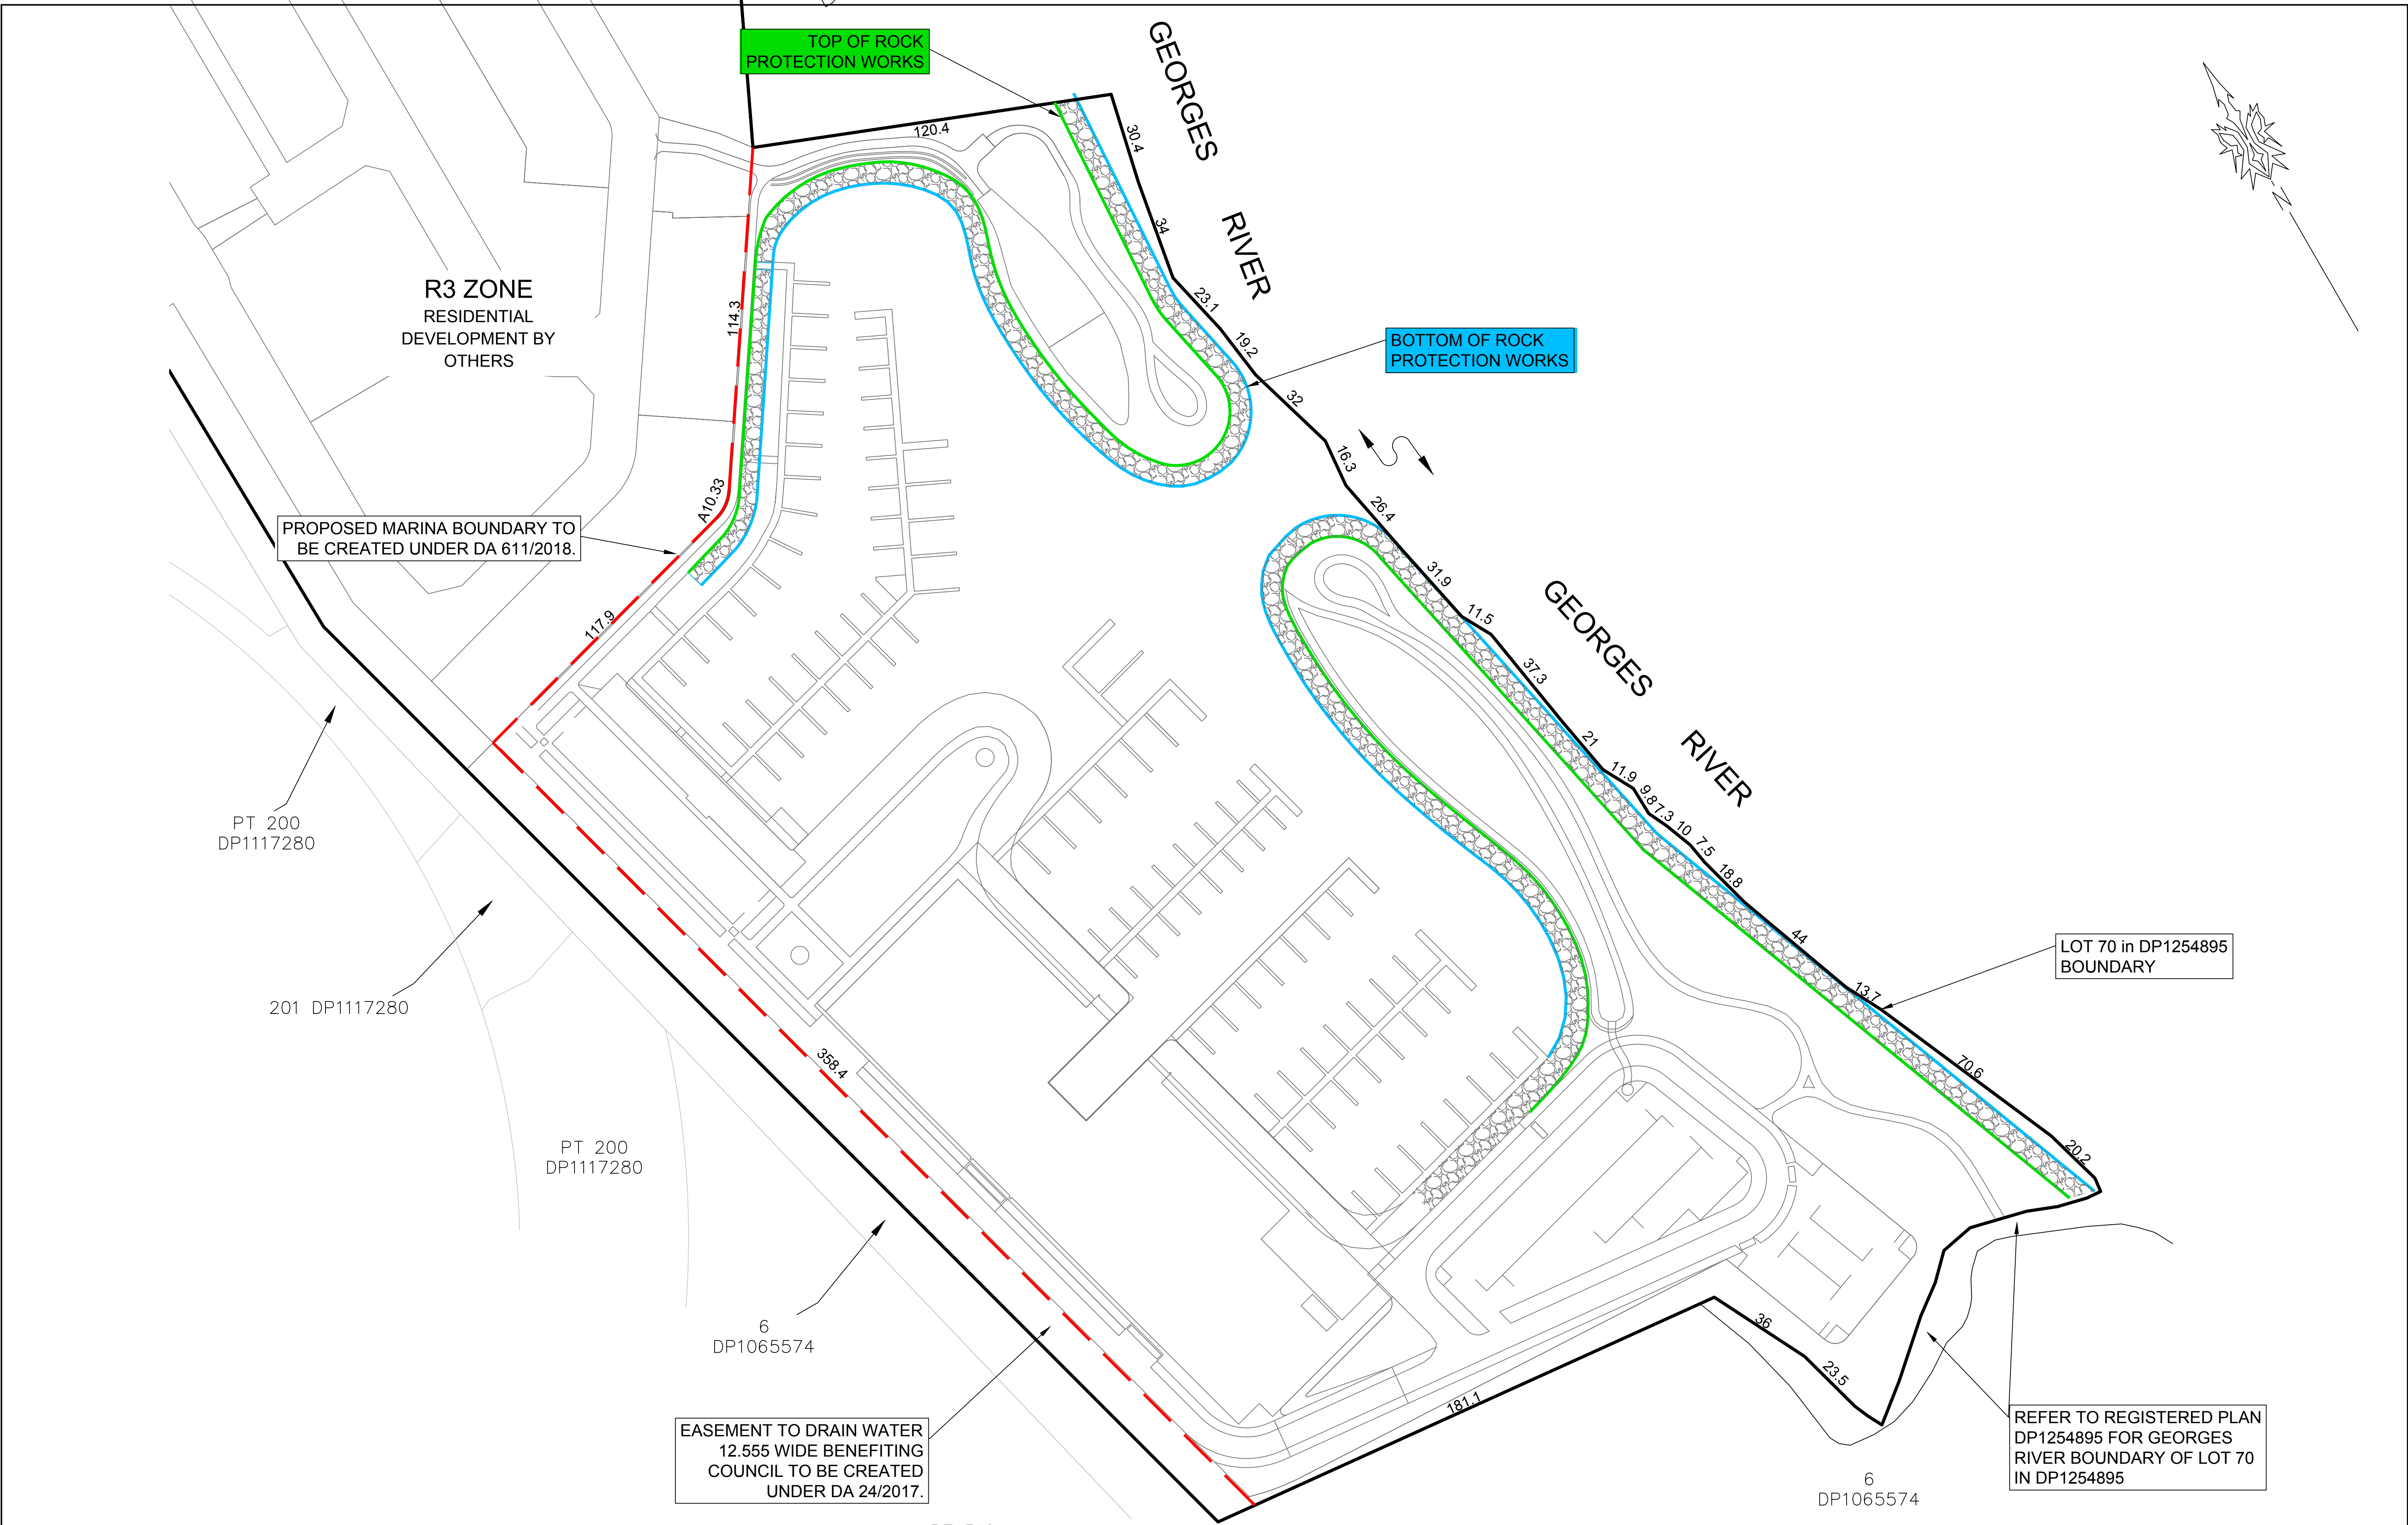 TOP OF ROCK
PROTECTION WORKS
GEORGES
RIVER
120.4
30.4
34
23.1
19.2
32
16.3
26.4
31.9
11.5
37.3
21
11.9
9.8
7.3
10
7.5
18.8
44
13.7
70.6
20.2
N
R3 ZONE
RESIDENTIAL
DEVELOPMENT BY
OTHERS
114.3
BOTTOM OF ROCK
PROTECTION WORKS
A10.33
PROPOSED MARINA BOUNDARY TO
BE CREATED UNDER DA 611/2018.
117.9
GEORGES
RIVER
PT 200
DP1117280
201 DP1117280
LOT 70 in DP1254895
BOUNDARY
358.4
PT 200
DP1117280
6
DP1065574
36
23.5
181.1
EASEMENT TO DRAIN WATER
12.555 WIDE BENEFITING
COUNCIL TO BE CREATED
UNDER DA 24/2017.
REFER TO REGISTERED PLAN
DP1254895 FOR GEORGES
RIVER BOUNDARY OF LOT 70
IN DP1254895
6
DP1065574